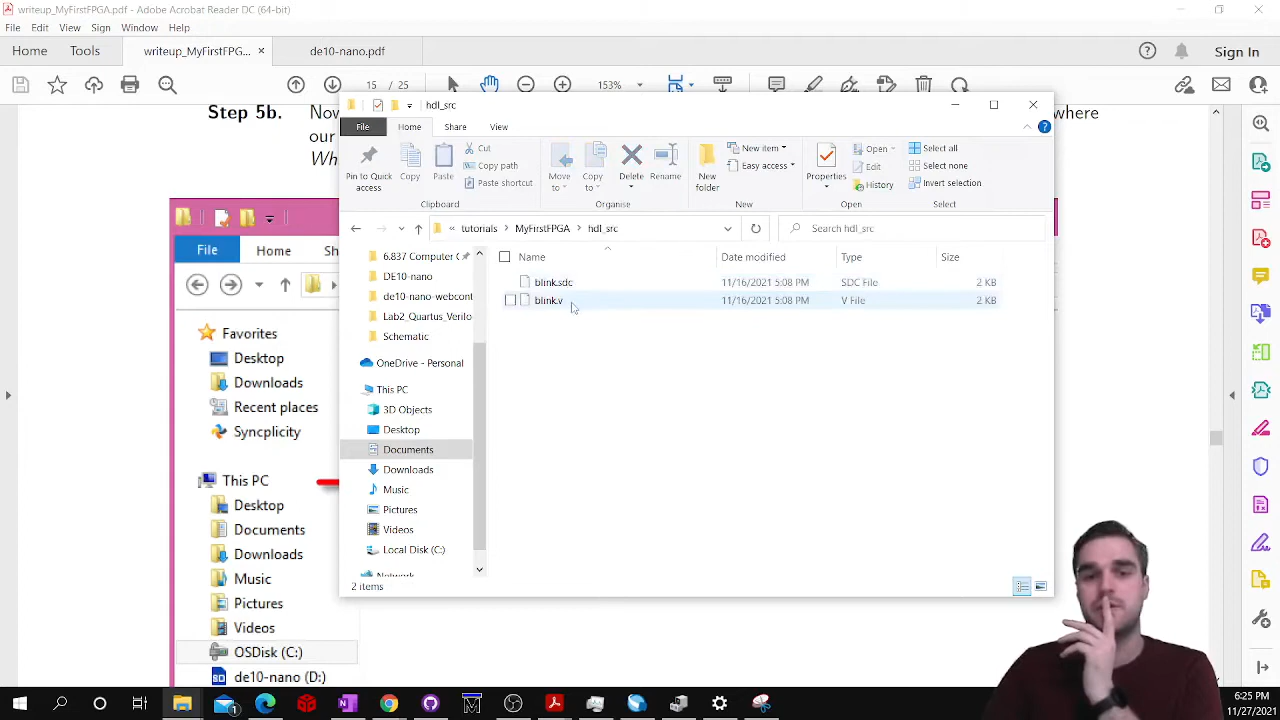 writeup_MyFirstFPGA.pdf - Adobe Acrobat Reader DC (64-bit)
File Edit View Sign Window Help
Home Tools writeup_MyFirstFPG... × de10-nano.pdf Sign In
15 / 25 153%
Step 5b. Now where
our
Wh
hdl_src
File Home Share View
Pin to Quick access
Copy
Paste
Cut
Copy path
Paste shortcut
Move to
Copy to
Delete
Rename
New folder
New item
Easy access
Properties
Open
Edit
History
Select all
Select none
Invert selection
Clipboard Organise New Open Select
« tutorials > MyFirstFPGA > hdl_src
Search hdl_src
Name Date modified Type Size
blink.sdc 11/16/2021 5:08 PM SDC File 2 KB
blink.v 11/16/2021 5:08 PM V File 2 KB
6.837 Computer G
DE10-nano
de10-nano-webcont
Lab2_Quartus_Verilo
Schematic
OneDrive - Personal
This PC
3D Objects
Desktop
Documents
Downloads
Music
Pictures
Videos
Local Disk (C:)
Network
2 items
File Home
Favorites
Desktop
Downloads
Recent places
Syncplicity
This PC
Desktop
Documents
Downloads
Music
Pictures
Videos
OSDisk (C:)
de10-nano (D:)
6:25 PM
11/27/2021